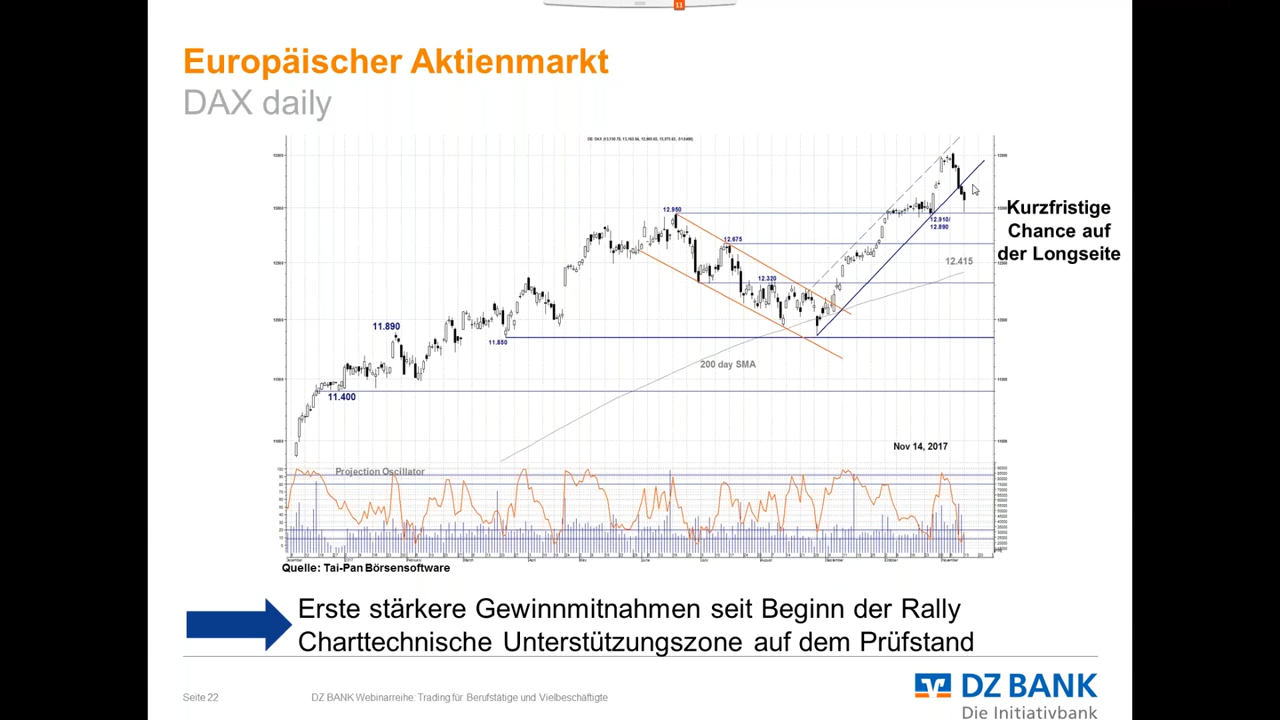 11
Europäischer Aktienmarkt
DAX daily
12.950
12.675
12.320
12.910/
12.890
12.415
Kurzfristige
Chance auf
der Longseite
11.890
11.850
200 day SMA
11.400
Nov 14, 2017
Projection Oscillator
Quelle: Tai-Pan Börsensoftware
Erste stärkere Gewinnmitnahmen seit Beginn der Rally
Charttechnische Unterstützungszone auf dem Prüfstand
Seite 22
DZ BANK Webinarreihe: Trading für Berufstätige und Vielbeschäftigte
DZ BANK
Die Initiativbank